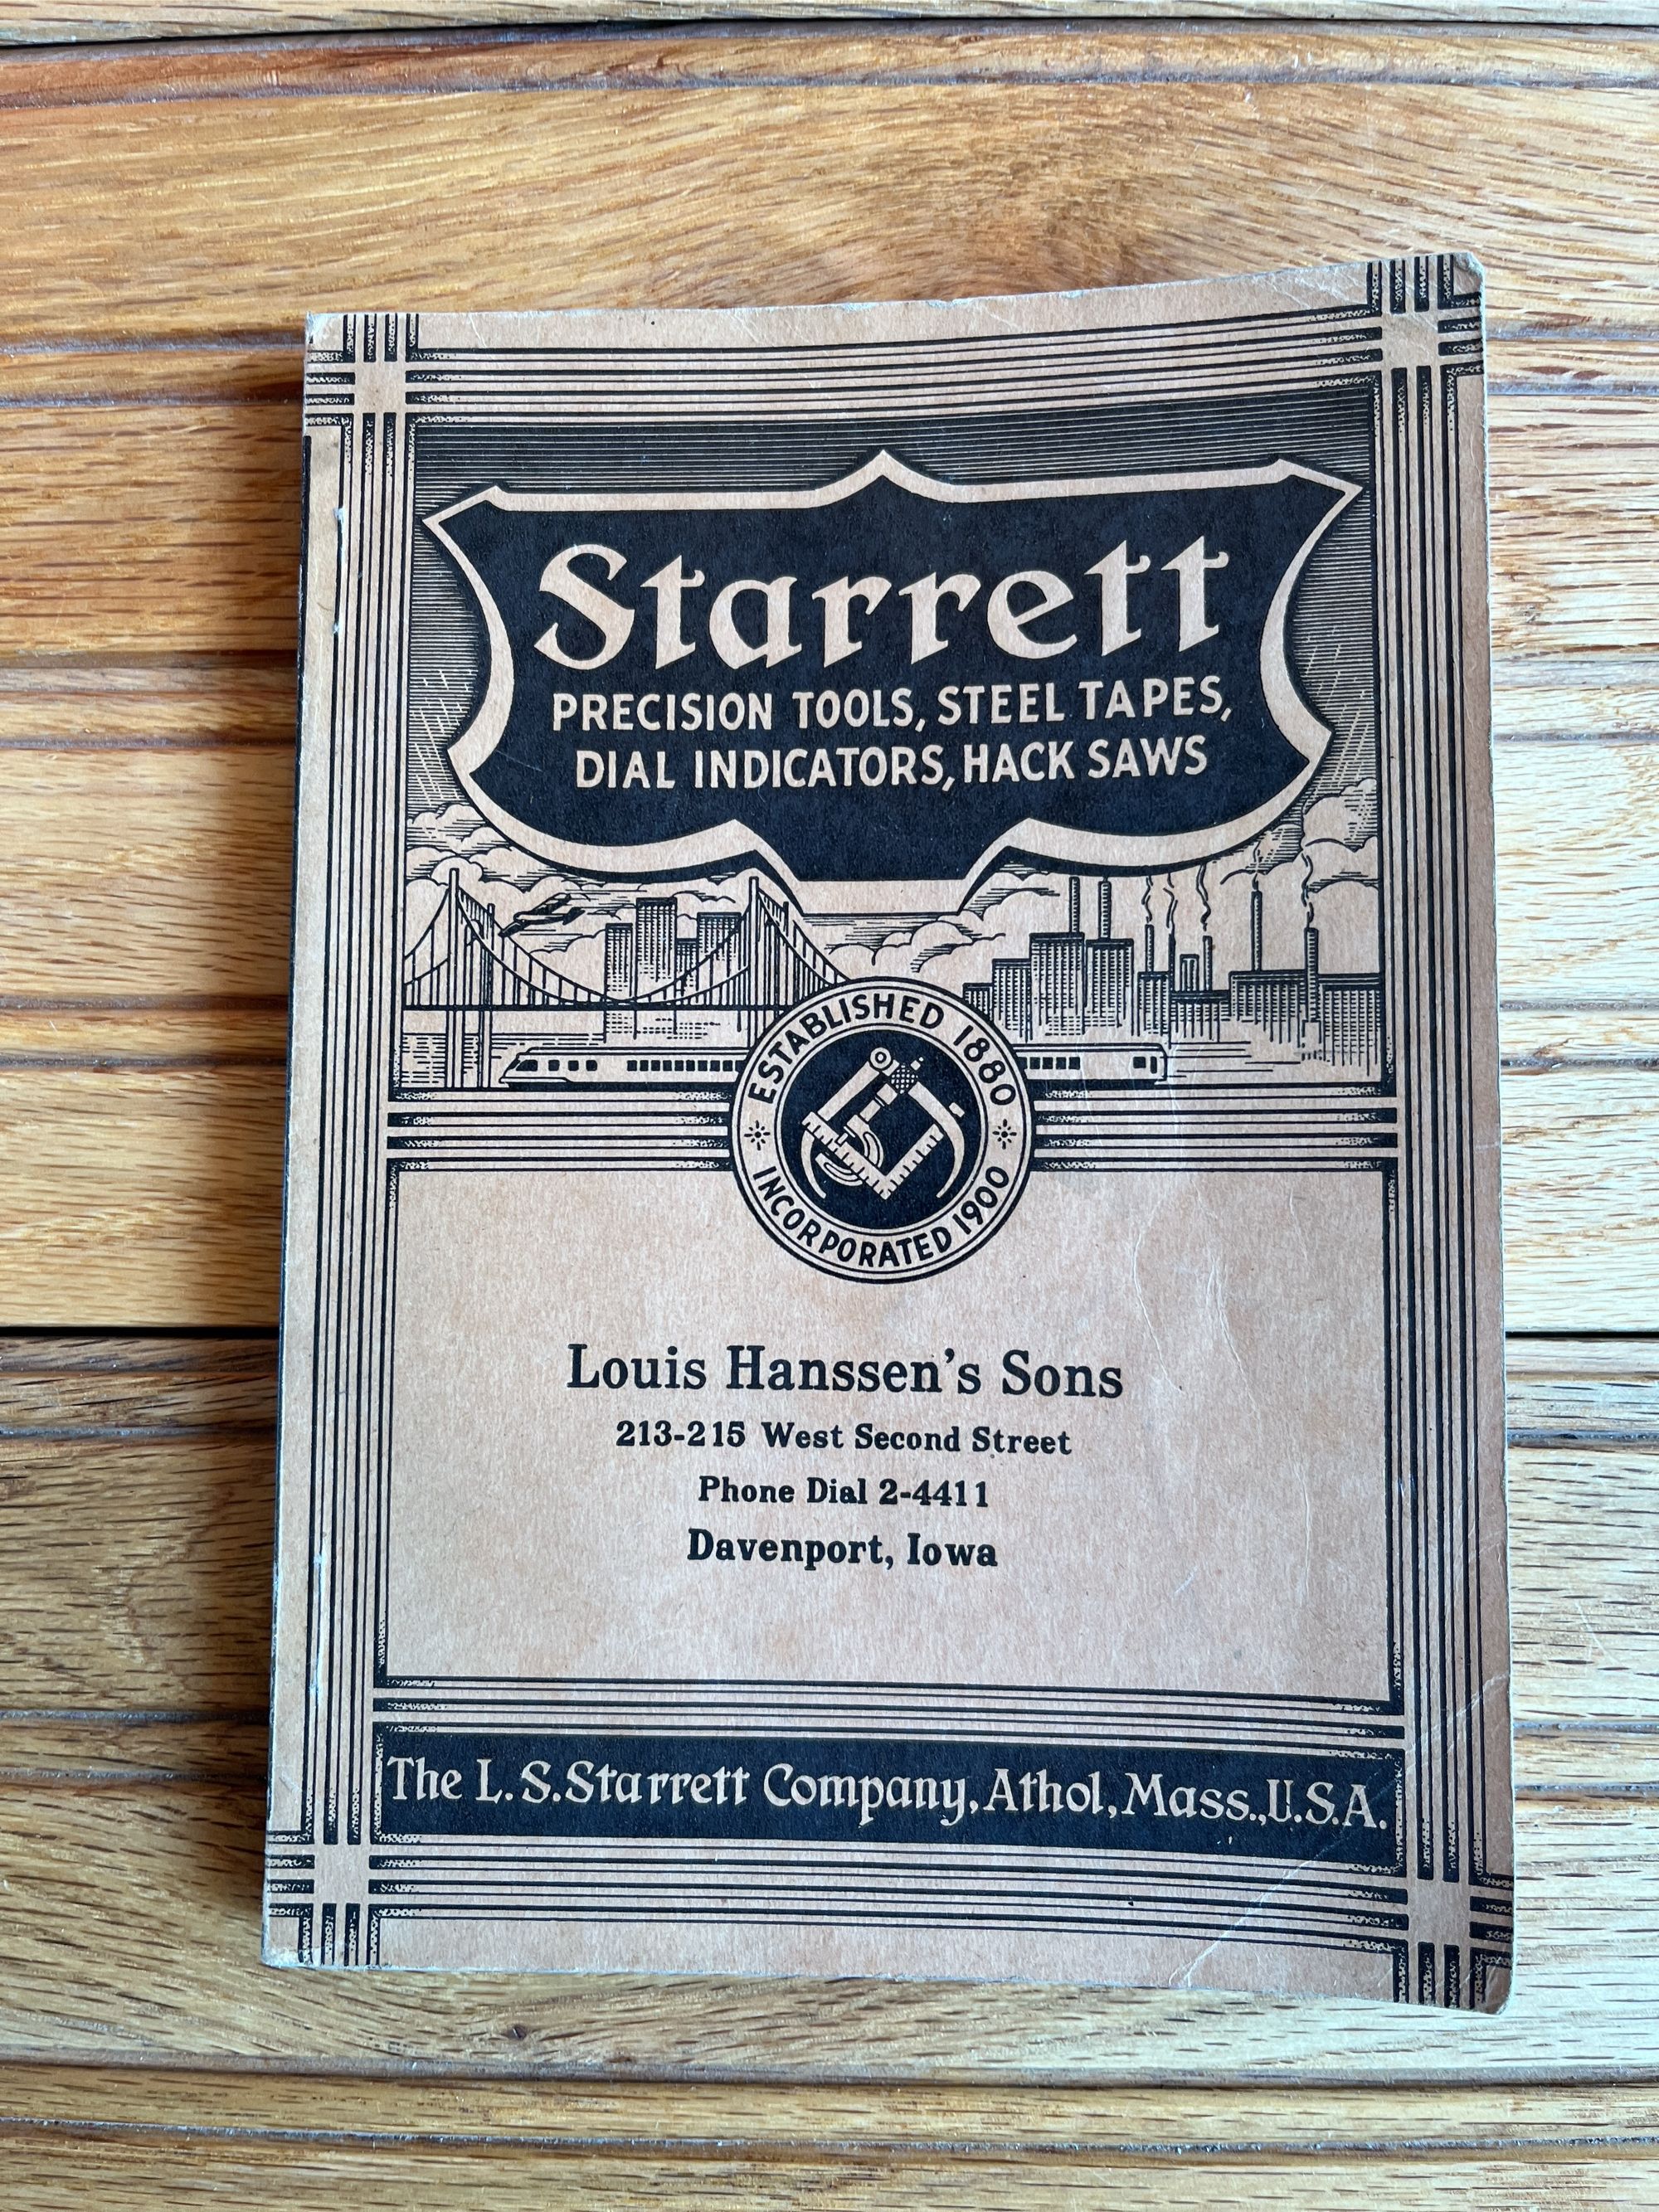 Starrett
PRECISION TOOLS, STEEL TAPES,
DIAL INDICATORS, HACK SAWS
ESTABLISHED 1880
INCORPORATED 1900
Louis Hanssen's Sons
213-215 West Second Street
Phone Dial 2-4411
Davenport, Iowa
The L. S. Starrett Company, Athol, Mass., U.S.A.